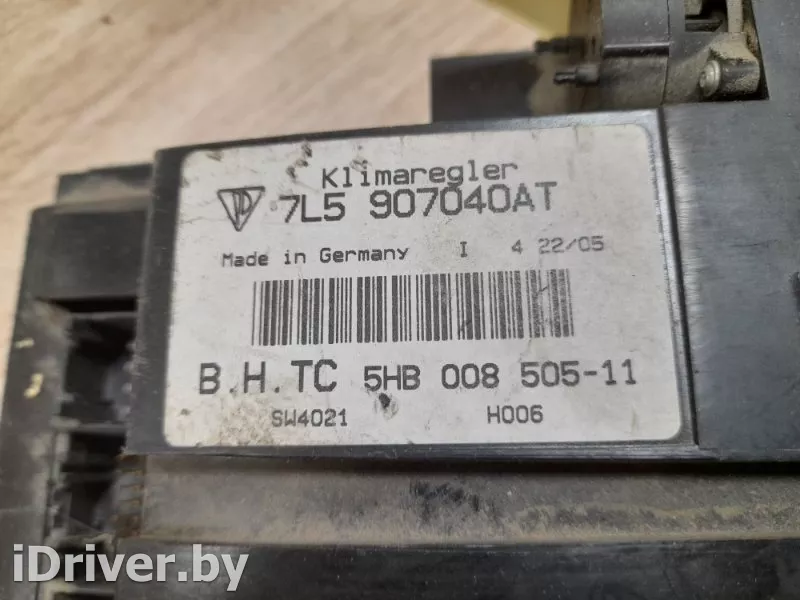 Klimaregler
7L5 907040AT
Made in Germany I 4 22/05
B.H.TC 5HB 008 505-11
SW4021 H006
iDriver.by